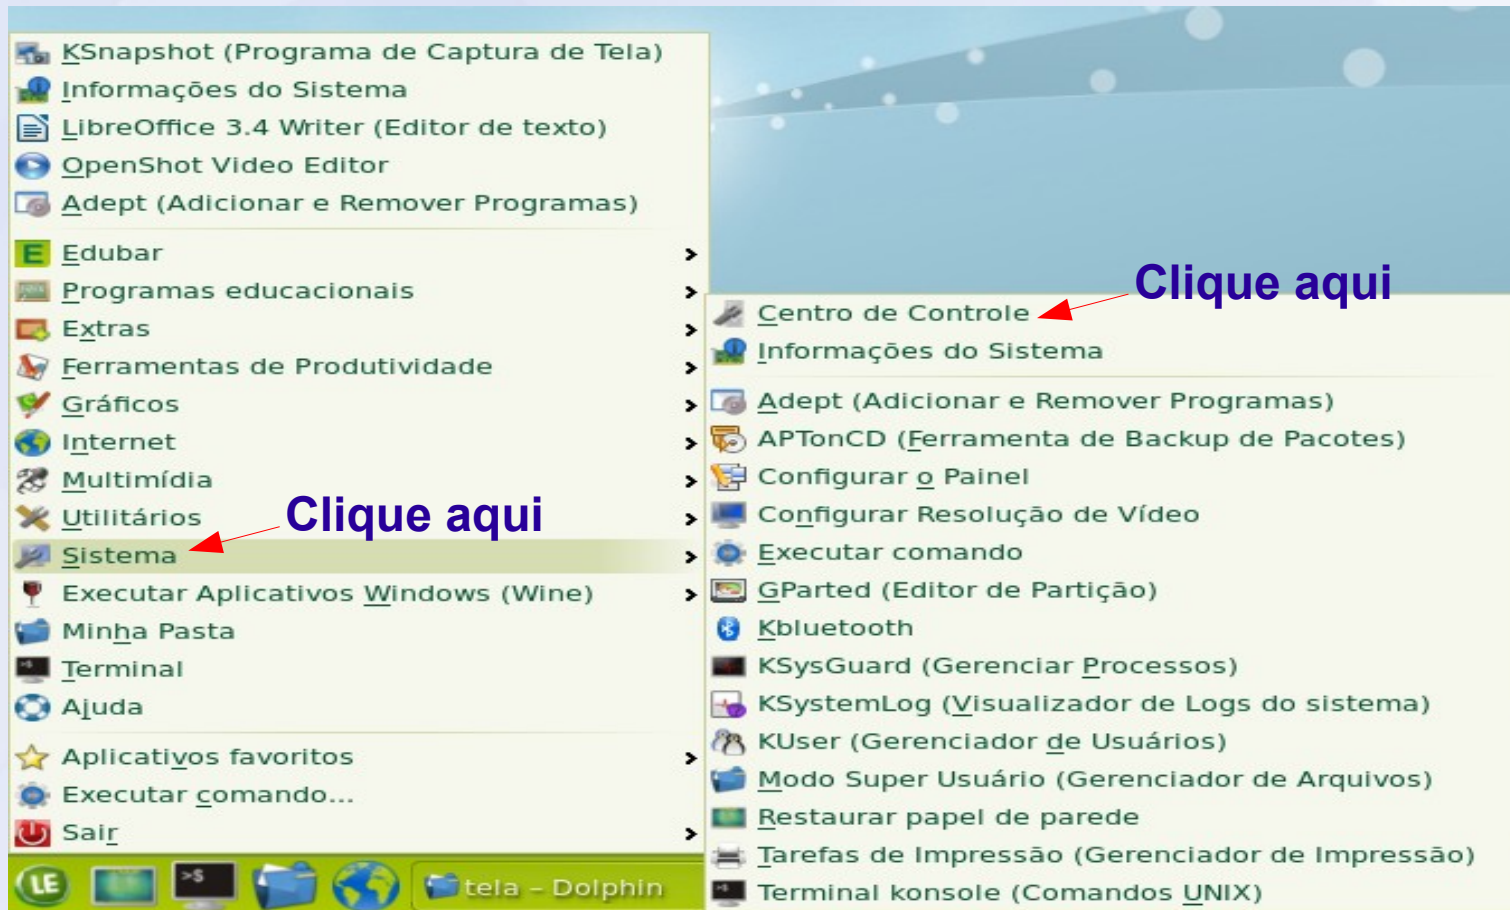 KSnapshot (Programa de Captura de Tela)
Informações do Sistema
LibreOffice 3.4 Writer (Editor de texto)
OpenShot Video Editor
Adept (Adicionar e Remover Programas)
E Edubar
Programas educacionais
Extras
Ferramentas de Produtividade
Gráficos
Internet
Multimídia
Utilitários
Clique aqui
Sistema
Executar Aplicativos Windows (Wine)
Minha Pasta
>$ Terminal
Ajuda
Aplicativos favoritos
Executar comando...
Sair
LE
>$
tela – Dolphin
Clique aqui
Centro de Controle
Informações do Sistema
Adept (Adicionar e Remover Programas)
APTonCD (Ferramenta de Backup de Pacotes)
Configurar o Painel
Configurar Resolução de Vídeo
Executar comando
GParted (Editor de Partição)
Kbluetooth
KSysGuard (Gerenciar Processos)
KSystemLog (Visualizador de Logs do sistema)
KUser (Gerenciador de Usuários)
Modo Super Usuário (Gerenciador de Arquivos)
Restaurar papel de parede
Tarefas de Impressão (Gerenciador de Impressão)
Terminal konsole (Comandos UNIX)